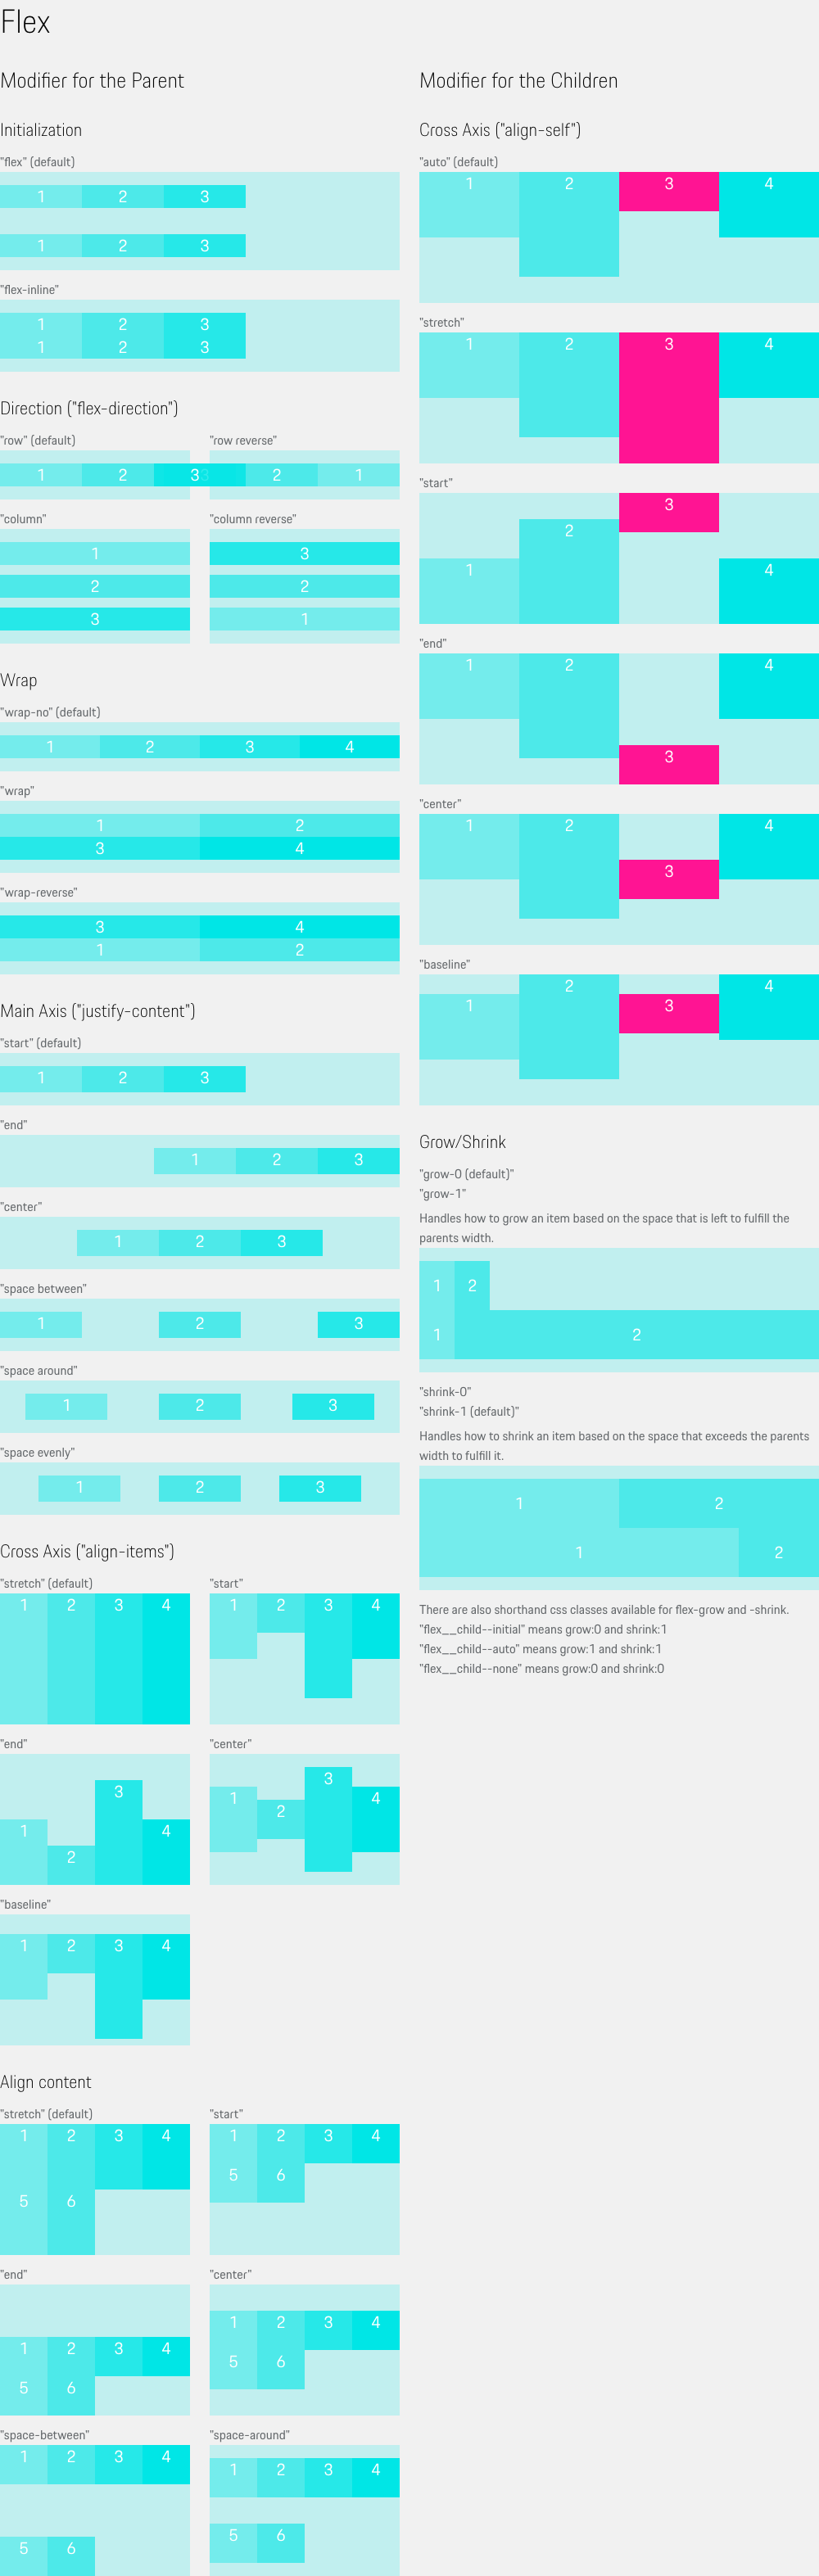 Flex
Modifier for the Parent
Initialization
"flex" (default)
1 2 3
1 2 3
"flex-inline"
1 2 3
1 2 3
Direction ("flex-direction")
"row" (default)
"row reverse"
1 2 3 3 2 1
"column"
1
2
3
"column reverse"
3
2
1
Wrap
"wrap-no" (default)
1 2 3 4
"wrap"
1 2
3 4
"wrap-reverse"
3 4
1 2
Main Axis ("justify-content")
"start" (default)
1 2 3
"end"
1 2 3
"center"
1 2 3
"space between"
1 2 3
"space around"
1 2 3
"space evenly"
1 2 3
Cross Axis ("align-items")
"stretch" (default)
1 2 3 4
"start"
1 2 3 4
"end"
3
1 4
2
"center"
3
1 4
2
"baseline"
1 2 3 4
Align content
"stretch" (default)
1 2 3 4
5 6
"start"
1 2 3 4
5 6
"end"
1 2 3 4
5 6
"center"
1 2 3 4
5 6
"space-between"
1 2 3 4
5 6
"space-around"
1 2 3 4
5 6
Modifier for the Children
Cross Axis ("align-self")
"auto" (default)
1 2 3 4
"stretch"
1 2 3 4
"start"
3
2
1 4
"end"
1 2 4
3
"center"
1 2 4
3
"baseline"
2 4
1 3
Grow/Shrink
"grow-0 (default)"
"grow-1"
Handles how to grow an item based on the space that is left to fulfill the
parents width.
1 2
1 2
"shrink-0"
"shrink-1 (default)"
Handles how to shrink an item based on the space that exceeds the parents
width to fulfill it.
1 2
1 2
There are also shorthand css classes available for flex-grow and -shrink.
"flex__child--initial" means grow:0 and shrink:1
"flex__child--auto" means grow:1 and shrink:1
"flex__child--none" means grow:0 and shrink:0